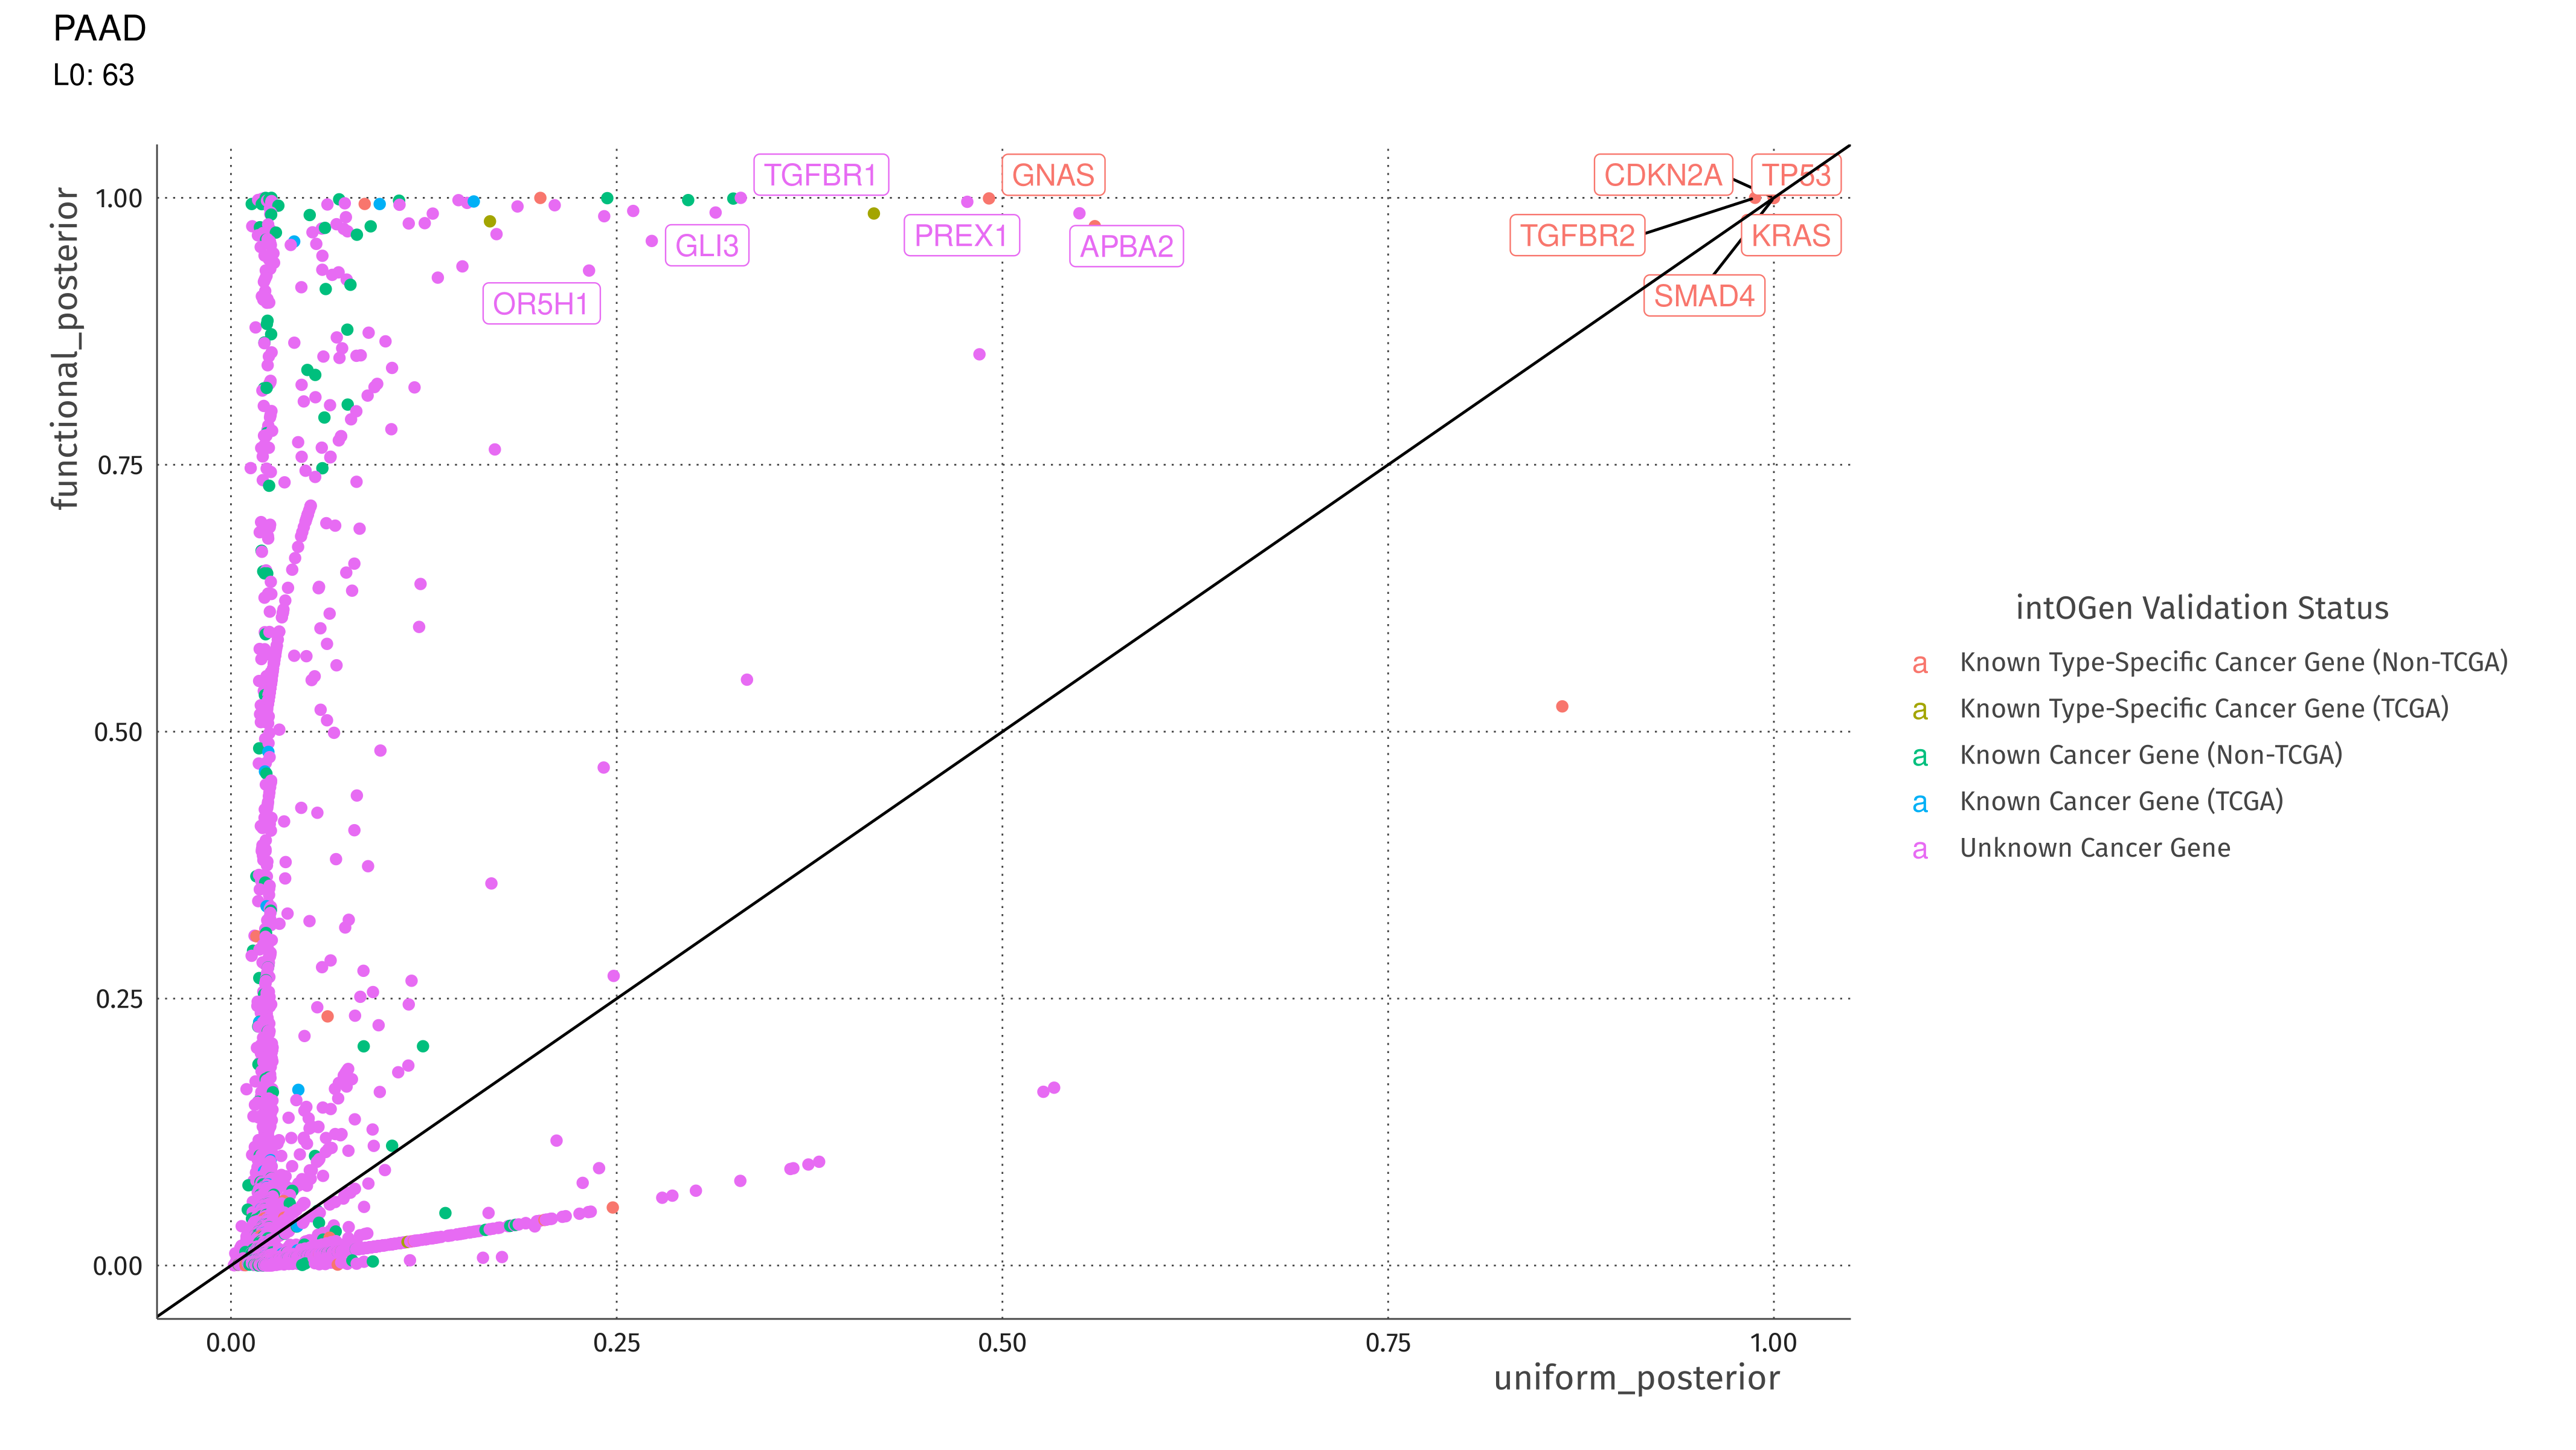 PAAD
L0: 63
functional_posterior
1.00
0.75
0.50
0.25
0.00
TGFBR1
GNAS
CDKN2A
TP53
GLI3
PREX1
APBA2
TGFBR2
KRAS
OR5H1
SMAD4
0.00
0.25
0.50
0.75
1.00
uniform_posterior
intOGen Validation Status
a Known Type-Specific Cancer Gene (Non-TCGA)
a Known Type-Specific Cancer Gene (TCGA)
a Known Cancer Gene (Non-TCGA)
a Known Cancer Gene (TCGA)
a Unknown Cancer Gene